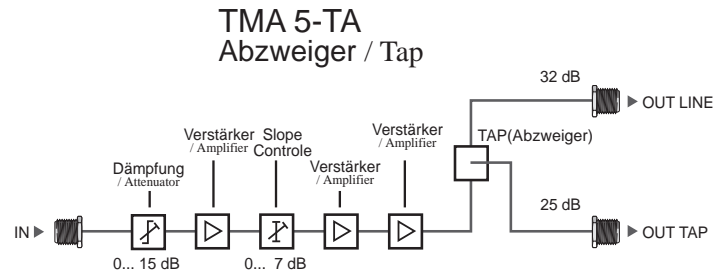 TMA 5-TA
Abzweiger / Tap
32 dB
OUT LINE
Verstärker
/ Amplifier
TAP(Abzweiger)
Verstärker
/ Amplifier
Slope
Controle
Verstärker
/ Amplifier
Dämpfung
/ Attenuator
25 dB
IN
OUT TAP
0... 15 dB
0... 7 dB